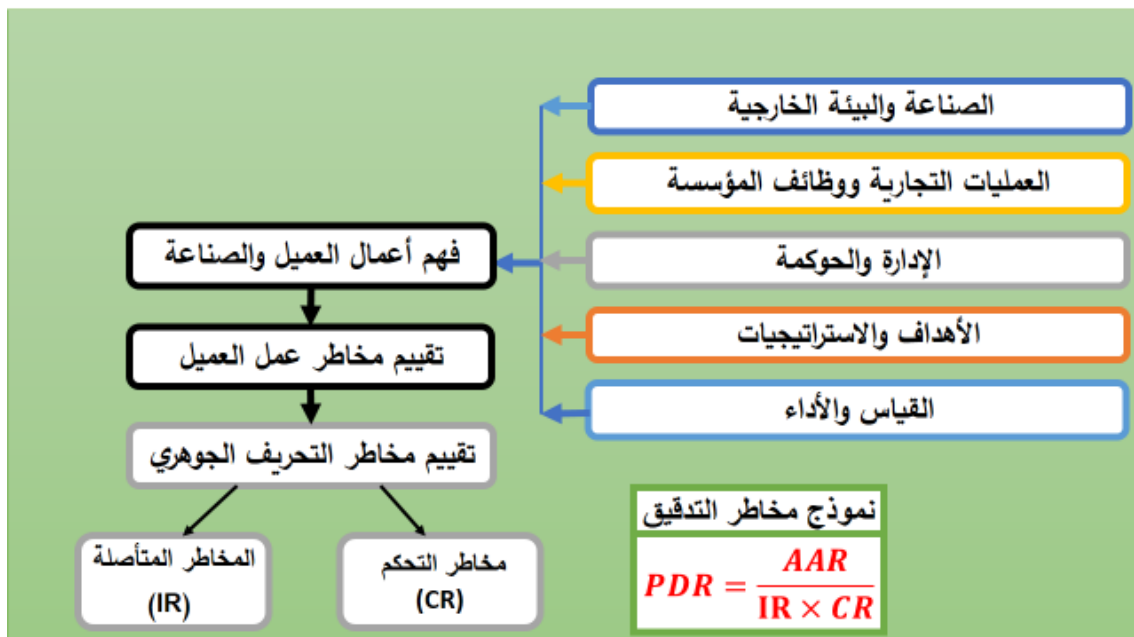 الصناعة والبيئة الخارجية
العمليات التجارية ووظائف المؤسسة
الإدارة والحوكمة
الأهداف والاستراتيجيات
القياس والأداء
فهم أعمال العميل والصناعة
تقييم مخاطر عمل العميل
تقييم مخاطر التحريف الجوهري
المخاطر المتأصلة
(IR)
مخاطر التحكم
(CR)
نموذج مخاطر التدقيق
PDR = AAR / IR × CR